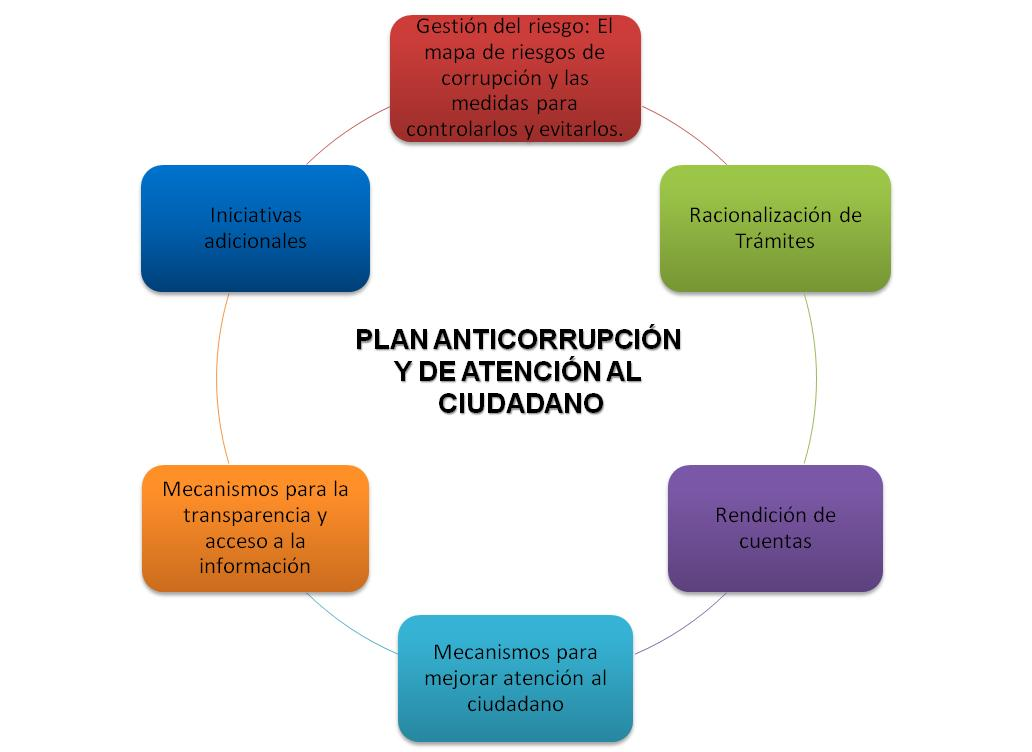 Gestión del riesgo: El
mapa de riesgos de
corrupción y las
medidas para
controlarlos y evitarlos.
Iniciativas
adicionales
Racionalización de
Trámites
PLAN ANTICORRUPCIÓN
Y DE ATENCIÓN AL
CIUDADANO
Mecanismos para la
transparencia y
acceso a la
información
Rendición de
cuentas
Mecanismos para
mejorar atención al
ciudadano